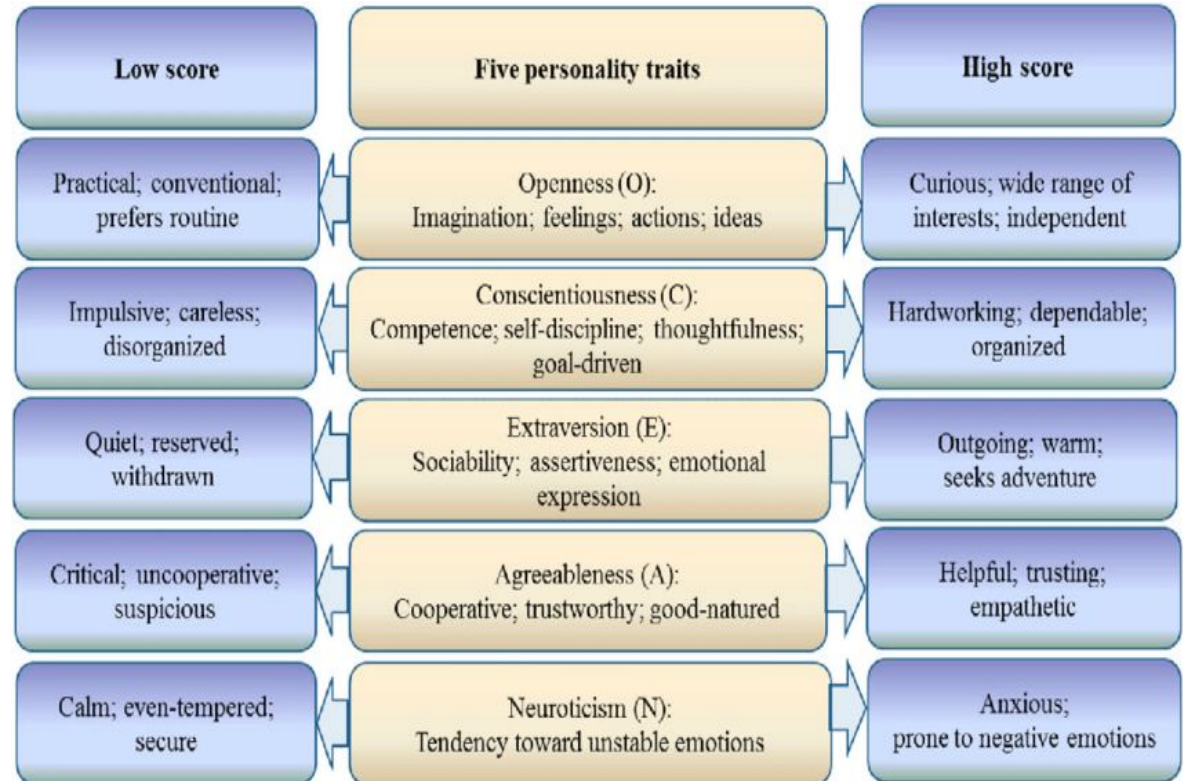 Low score
Five personality traits
High score
Practical; conventional;
prefers routine
Openness (O):
Imagination; feelings; actions; ideas
Curious; wide range of
interests; independent
Impulsive; careless;
disorganized
Conscientiousness (C):
Competence; self-discipline; thoughtfulness;
goal-driven
Hardworking; dependable;
organized
Quiet; reserved;
withdrawn
Extraversion (E):
Sociability; assertiveness; emotional
expression
Outgoing; warm;
seeks adventure
Critical; uncooperative;
suspicious
Agreeableness (A):
Cooperative; trustworthy; good-natured
Helpful; trusting;
empathetic
Calm; even-tempered;
secure
Neuroticism (N):
Tendency toward unstable emotions
Anxious;
prone to negative emotions